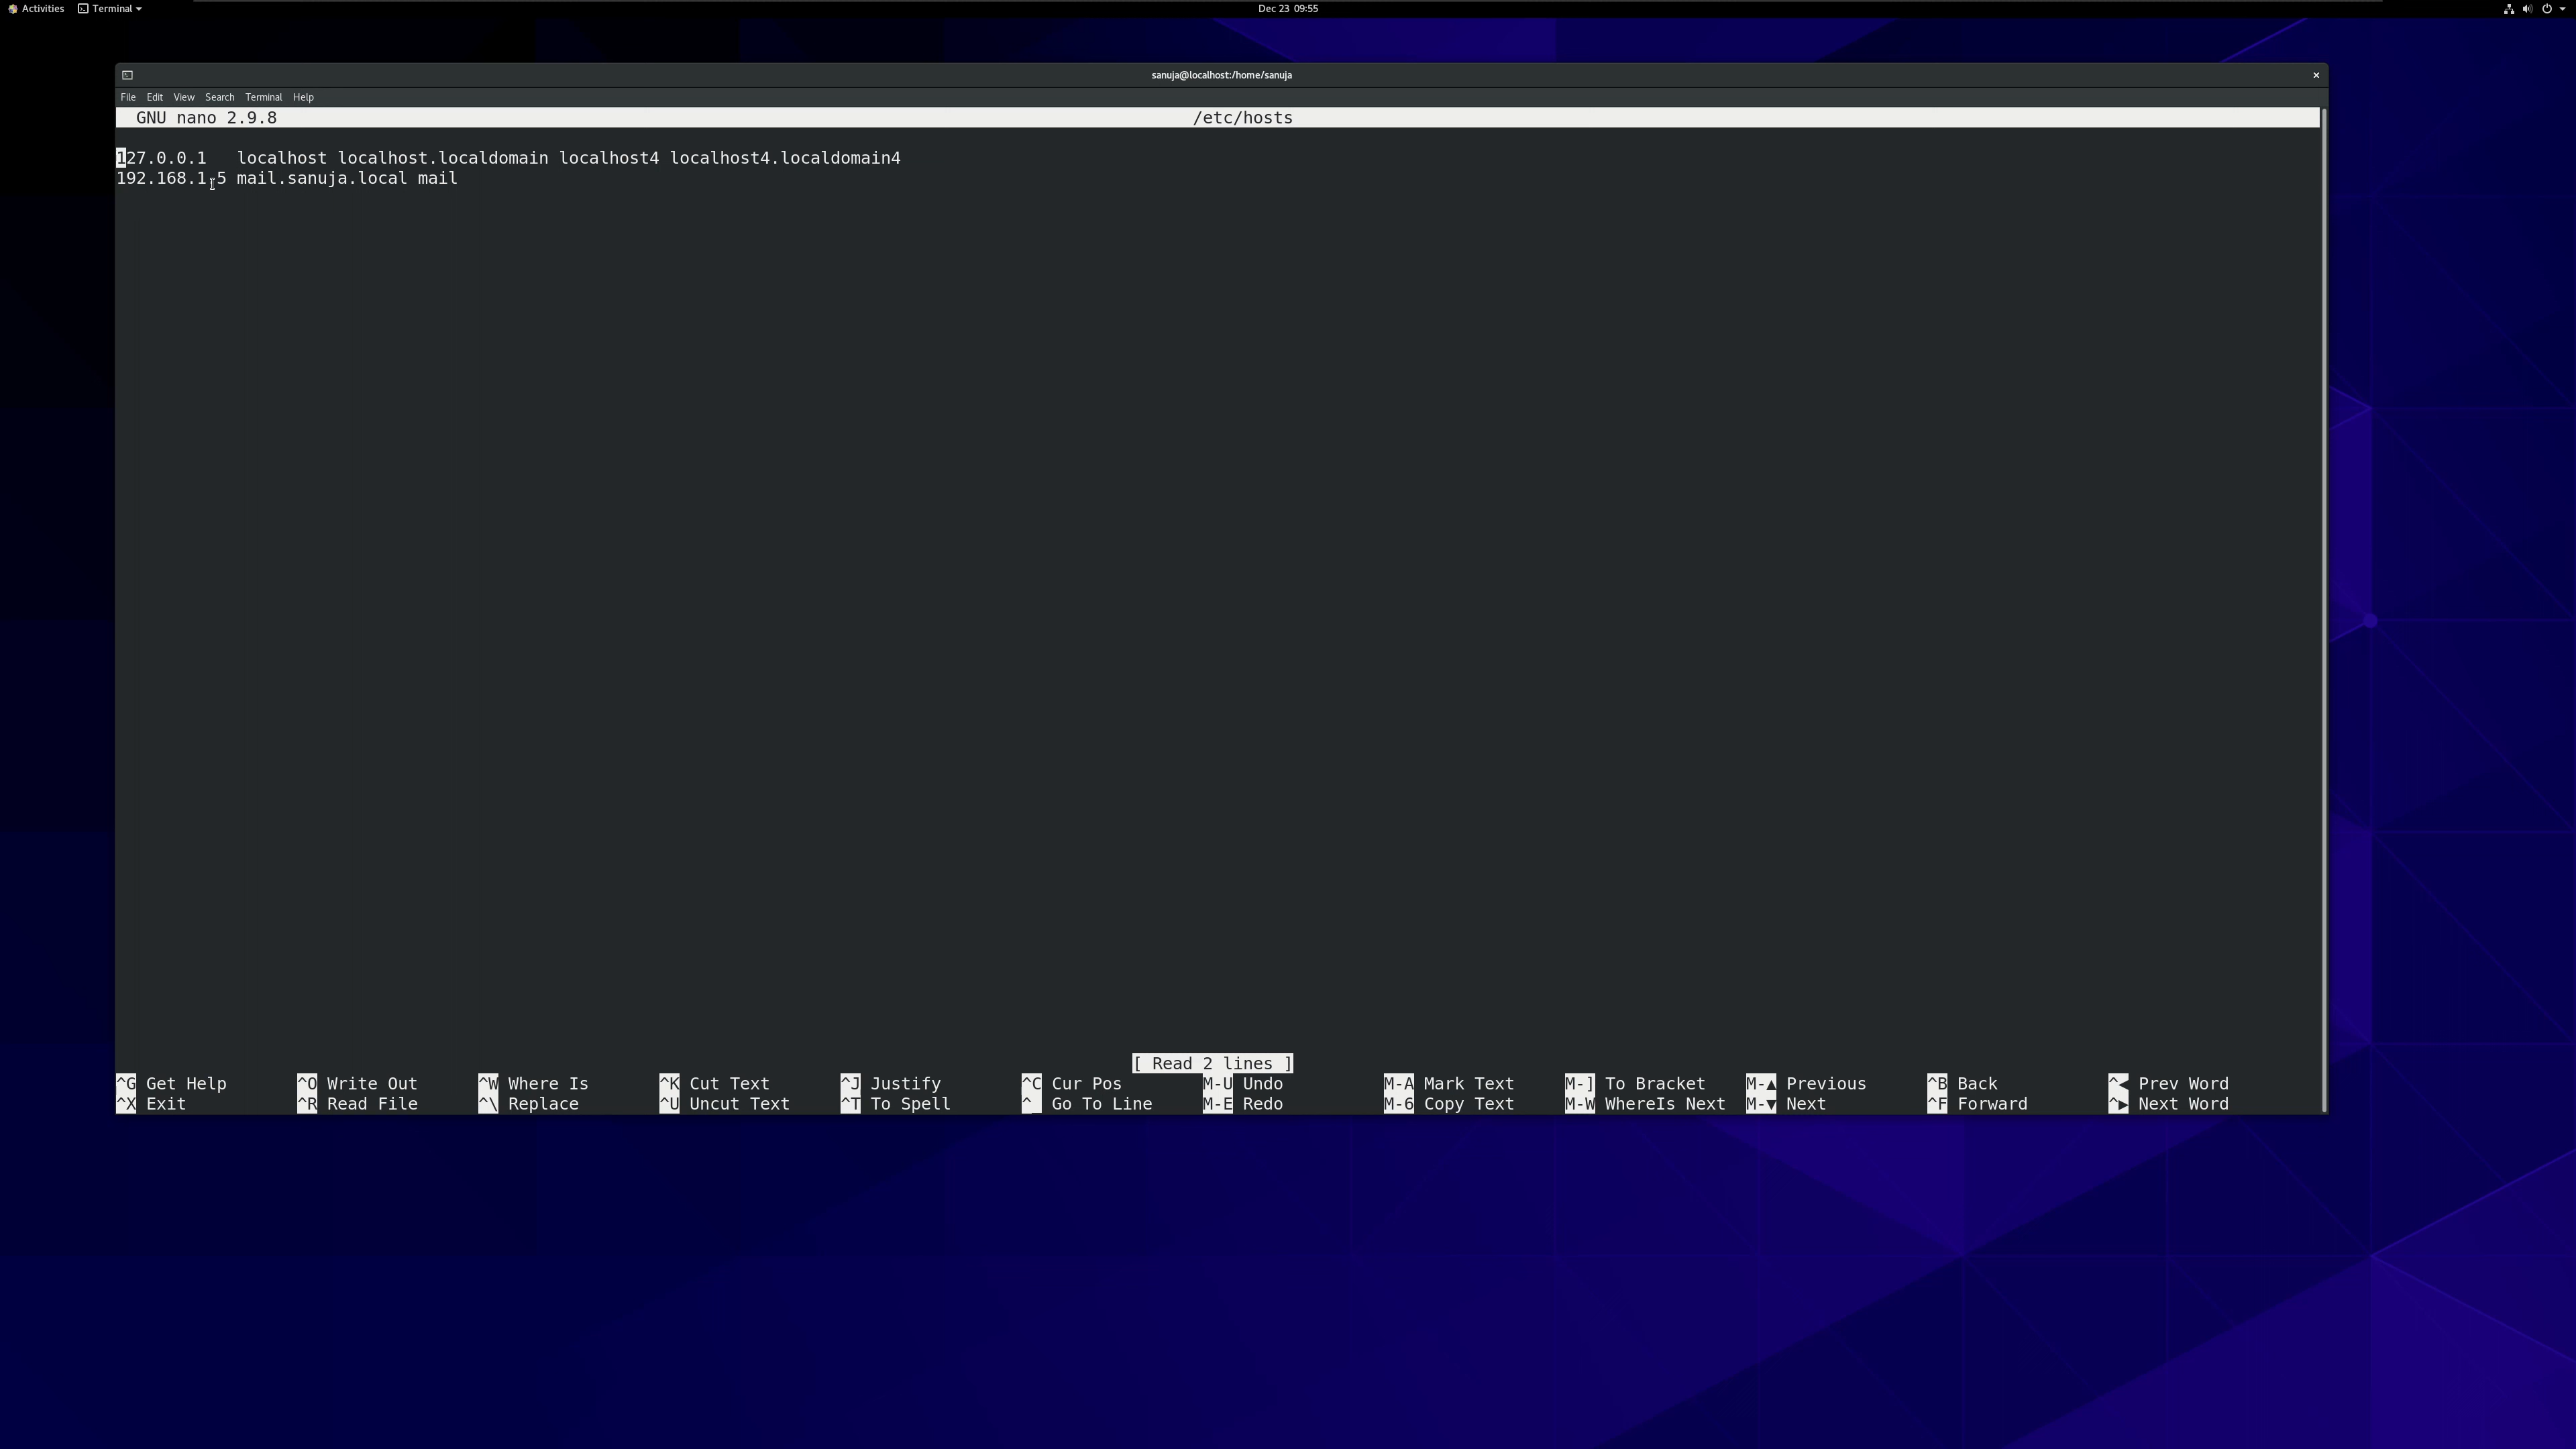 Activities Terminal Dec 23 09:55
sanuja@localhost:/home/sanuja
File Edit View Search Terminal Help
GNU nano 2.9.8 /etc/hosts
127.0.0.1   localhost localhost.localdomain localhost4 localhost4.localdomain4
192.168.1.5 mail.sanuja.local mail
[ Read 2 lines ]
^G Get Help ^O Write Out ^W Where Is ^K Cut Text ^J Justify ^C Cur Pos M-U Undo M-A Mark Text M-] To Bracket M-▲ Previous ^B Back ^◀ Prev Word
^X Exit ^R Read File ^\ Replace ^U Uncut Text ^T To Spell ^_ Go To Line M-E Redo M-6 Copy Text M-W WhereIs Next M-▼ Next ^F Forward ^▶ Next Word